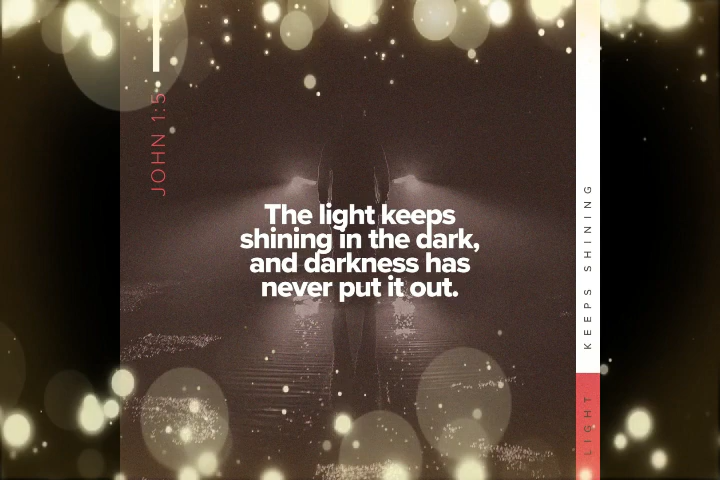 JOHN 1:5
The light keeps
shining in the dark,
and darkness has
never put it out.
LIGHT KEEPS SHINING